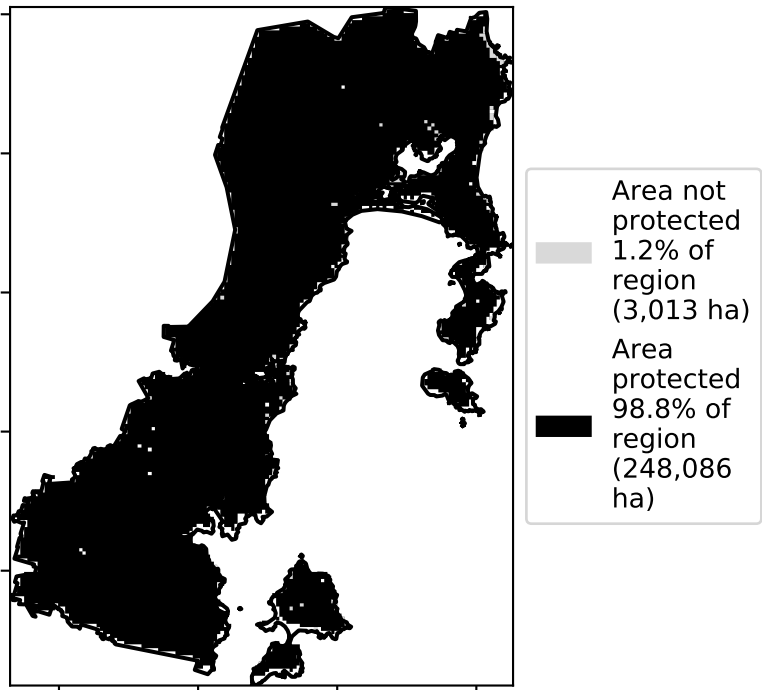 Area not
protected
1.2% of
region
(3,013 ha)
Area
protected
98.8% of
region
(248,086
ha)